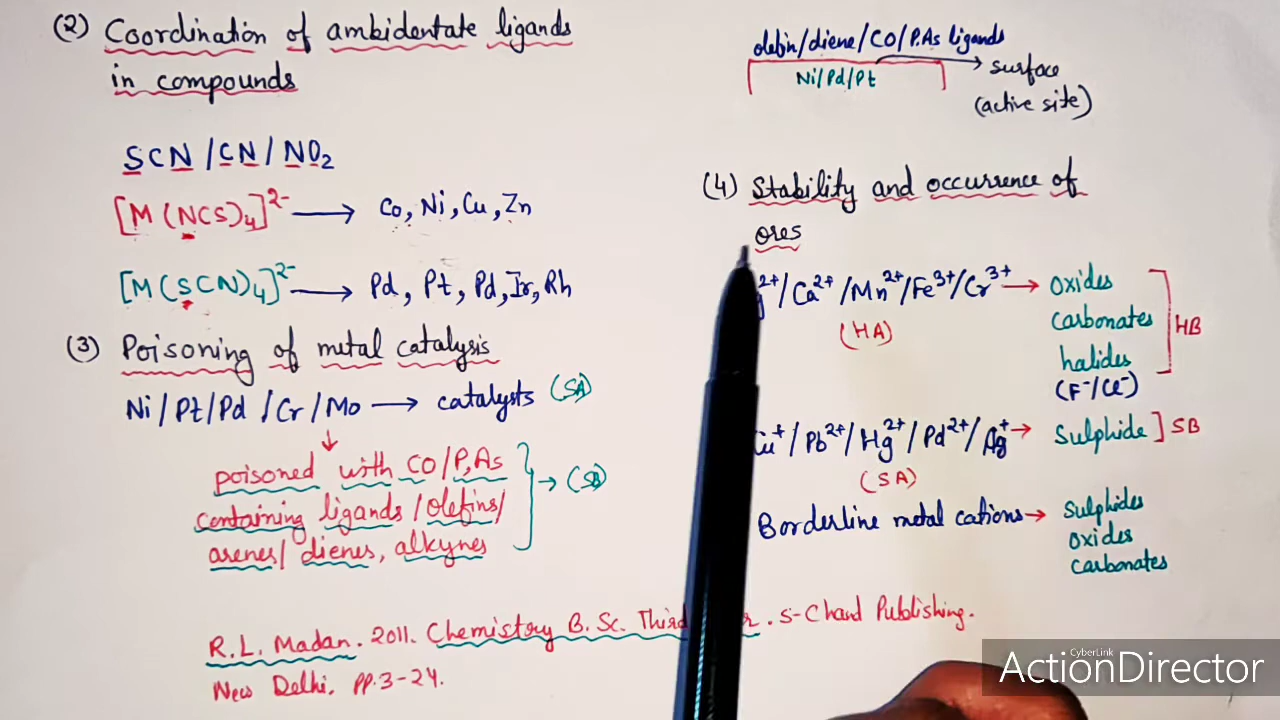 (2) Coordination of ambidentate ligands
in compounds
SCN / CN / NO2
[M(NCS)4]2- → Co, Ni, Cu, Zn
[M(SCN)4]2- → Pd, Pt, Pd, Ir, Rh
(3) Poisoning of metal catalysis
Ni / Pt / Pd / Cr / Mo → catalysts (SA)
↓
poisoned with CO / P, As
containing ligands / olefins /
arenes / dienes, alkynes
→ (SB)
R.L. Madan. 2011. Chemistry B. Sc. Third . S-Chand Publishing.
New Delhi. pp.3-24.
olefin/diene/CO/P.As ligands
Ni/Pd/Pt
→ surface
(active site)
(4) Stability and occurrence of
ores
2+ / Ca2+ / Mn2+ / Fe3+ / Cr3+ → oxides
(HA)
carbonates
halides
(F-/Cl-)
HB
/ Pb2+ / Hg2+ / Pd2+ / Ag+ → Sulphide ] SB
(SA)
Borderline metal cations → Sulphides
oxides
carbonates
CyberLink
ActionDirector